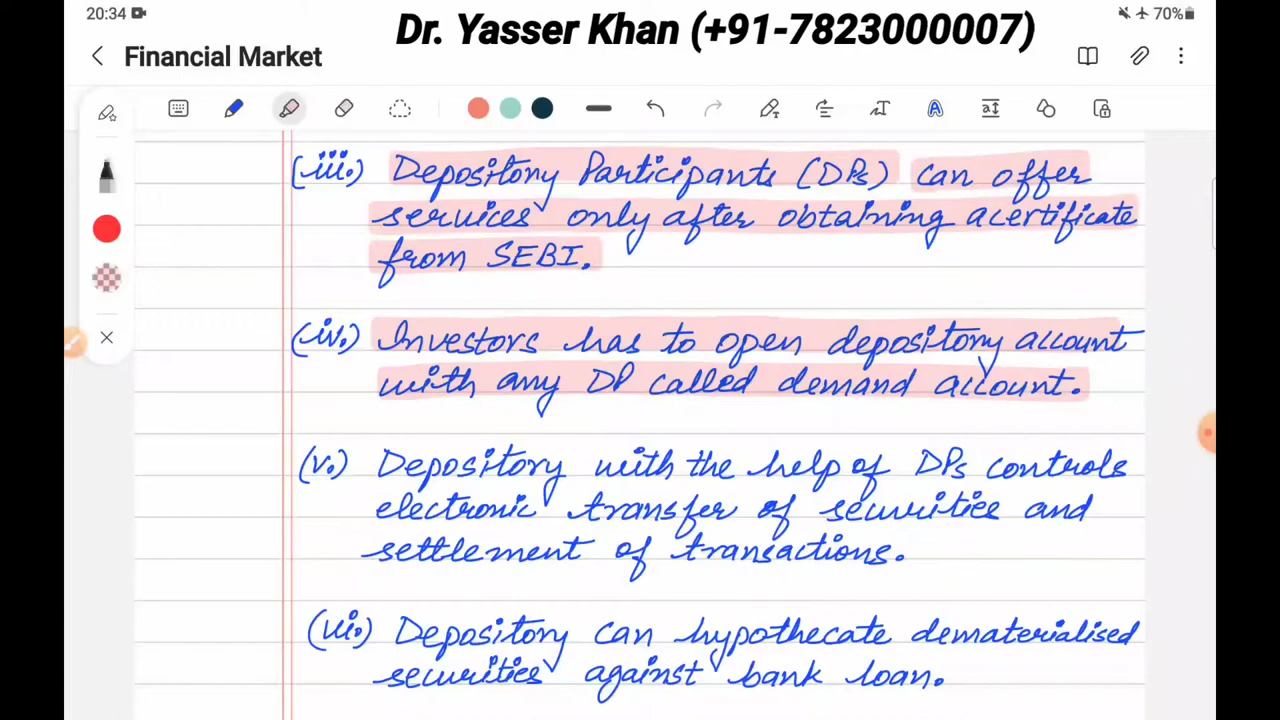 20:34
70%
Dr. Yasser Khan (+91-7823000007)
Financial Market
(iii.) Depository Participants (DPs) can offer
services only after obtaining a certificate
from SEBI.
(iv.) Investors has to open depository account
with any DP called demand account.
(v.) Depository with the help of DPs controls
electronic transfer of securities and
settlement of transactions.
(vi.) Depository can hypothecate dematerialised
securities against bank loan.